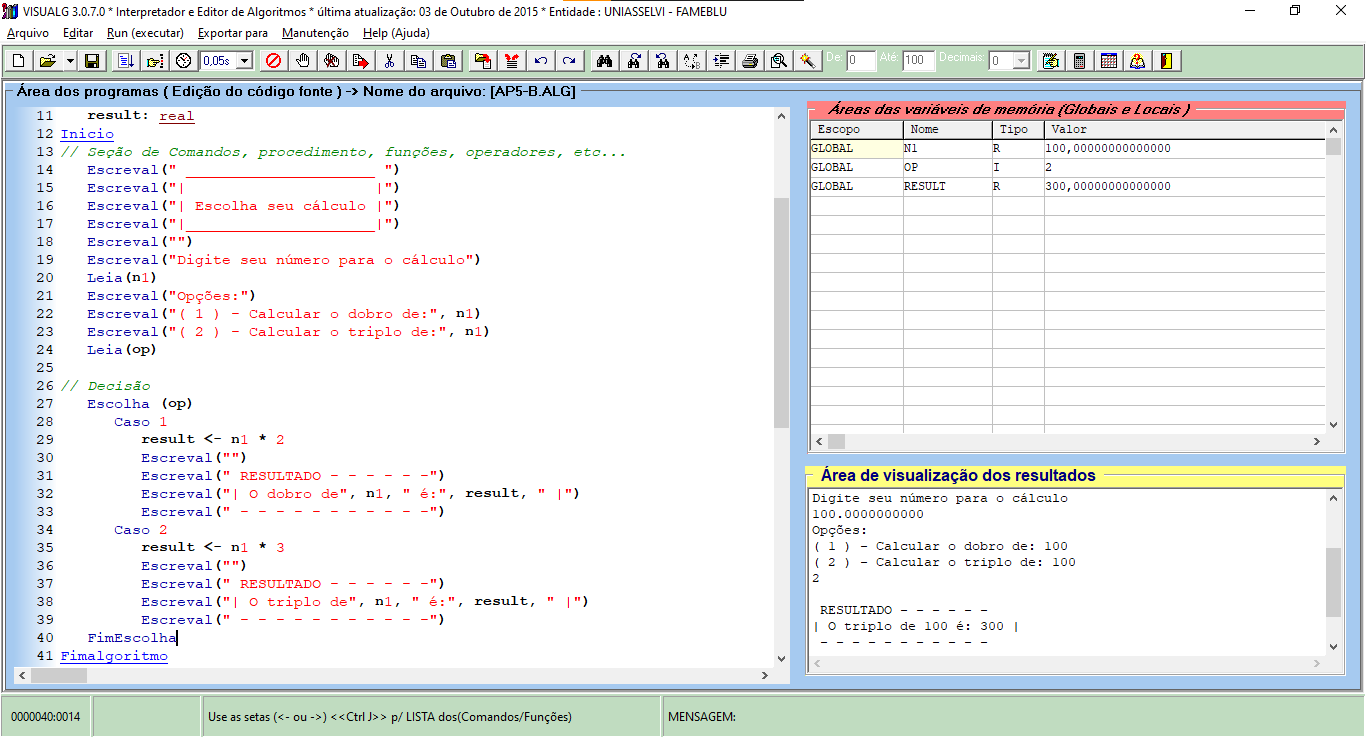 VISUALG 3.0.7.0 * Interpretador e Editor de Algoritmos * última atualização: 03 de Outubro de 2015 * Entidade : UNIASSELVI - FAMEBLU
Arquivo Editar Run (executar) Exportar para Manutenção Help (Ajuda)
0,05s De: 0 Até: 100 Decimais: 0
Área dos programas ( Edição do código fonte ) -> Nome do arquivo: [AP5-B.ALG]
11 result: real
12 Inicio
13 // Seção de Comandos, procedimento, funções, operadores, etc...
14 Escreval(" _____________________ ")
15 Escreval("|                     |")
16 Escreval("| Escolha seu cálculo |")
17 Escreval("|_____________________|")
18 Escreval("")
19 Escreval("Digite seu número para o cálculo")
20 Leia(n1)
21 Escreval("Opções:")
22 Escreval("( 1 ) - Calcular o dobro de:", n1)
23 Escreval("( 2 ) - Calcular o triplo de:", n1)
24 Leia(op)
25
26 // Decisão
27 Escolha (op)
28 Caso 1
29 result <- n1 * 2
30 Escreval("")
31 Escreval(" RESULTADO - - - - - -")
32 Escreval("| O dobro de", n1, " é:", result, " |")
33 Escreval(" - - - - - - - - - - -")
34 Caso 2
35 result <- n1 * 3
36 Escreval("")
37 Escreval(" RESULTADO - - - - - -")
38 Escreval("| O triplo de", n1, " é:", result, " |")
39 Escreval(" - - - - - - - - - - -")
40 FimEscolha
41 Fimalgoritmo
Áreas das variáveis de memória (Globais e Locais )
Escopo Nome Tipo Valor
GLOBAL N1 R 100,00000000000000
GLOBAL OP I 2
GLOBAL RESULT R 300,00000000000000
Área de visualização dos resultados
Digite seu número para o cálculo
100.0000000000
Opções:
( 1 ) - Calcular o dobro de: 100
( 2 ) - Calcular o triplo de: 100
2
RESULTADO - - - - - -
| O triplo de 100 é: 300 |
- - - - - - - - - - -
0000040:0014 Use as setas (<- ou ->) <<Ctrl J>> p/ LISTA dos(Comandos/Funções) MENSAGEM: